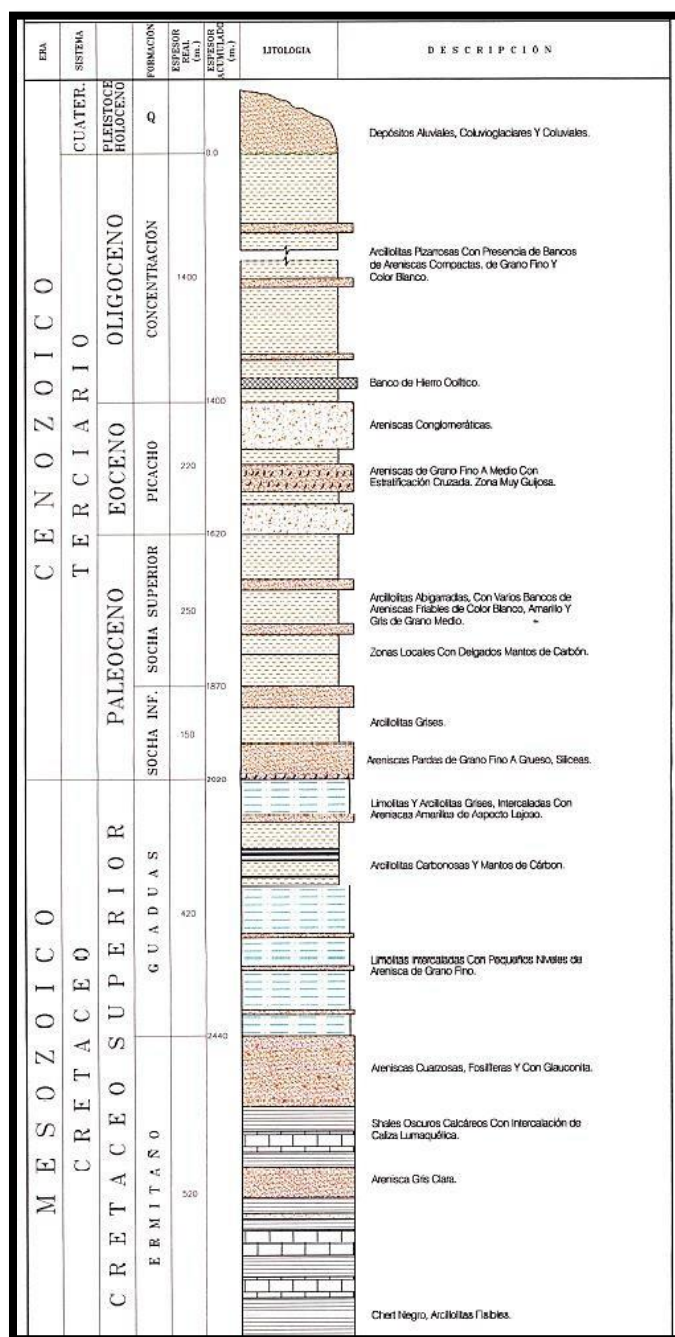 ERA SISTEMA FORMACIÓN ESPESOR REAL (m.) ESPESOR ACUMULADO (m.) LITOLOGIA DESCRIPCIÓN
CENOZOICO
MESOZOICO
CUATER.
TERCIARIO
CRETACEO
PLEISTOCE
HOLOCENO
OLIGOCENO
EOCENO
PALEOCENO
CRETACEO SUPERIOR
Q
CONCENTRACIÓN
PICACHO
SOCHA SUPERIOR
SOCHA INF.
GUADUAS
ERMITAÑO
1400
220
250
150
420
520
0.0
1400
1620
1870
2020
2440
Depósitos Aluviales, Coluvioglaciares Y Coluviales.
Arcillolitas Pizarrosas Con Presencia de Bancos
de Areniscas Compactas, de Grano Fino Y
Color Blanco.
Banco de Hierro Oolítico.
Areniscas Conglomeráticas.
Areniscas de Grano Fino A Medio Con
Estratificación Cruzada. Zona Muy Guijosa.
Arcillolitas Abigarradas, Con Varios Bancos de
Areniscas Friables de Color Blanco, Amarillo Y
Gris de Grano Medio.
Zonas Locales Con Delgados Mantos de Carbón.
Arcillolitas Grises.
Areniscas Pardas de Grano Fino A Grueso, Silíceas.
Limolitas Y Arcillolitas Grises, Intercaladas Con
Areniscas Amarillas de Aspecto Lajoso.
Arcillolitas Carbonosas Y Mantos de Cárbon.
Limolitas Intercaladas Con Pequeños Niveles de
Arenisca de Grano Fino.
Areniscas Cuarzosas, Fosilíferas Y Con Glauconita.
Shales Oscuros Calcáreos Con Intercalación de
Caliza Lumaquélica.
Arenisca Gris Clara.
Chert Negro, Arcillolitas Fisibles.